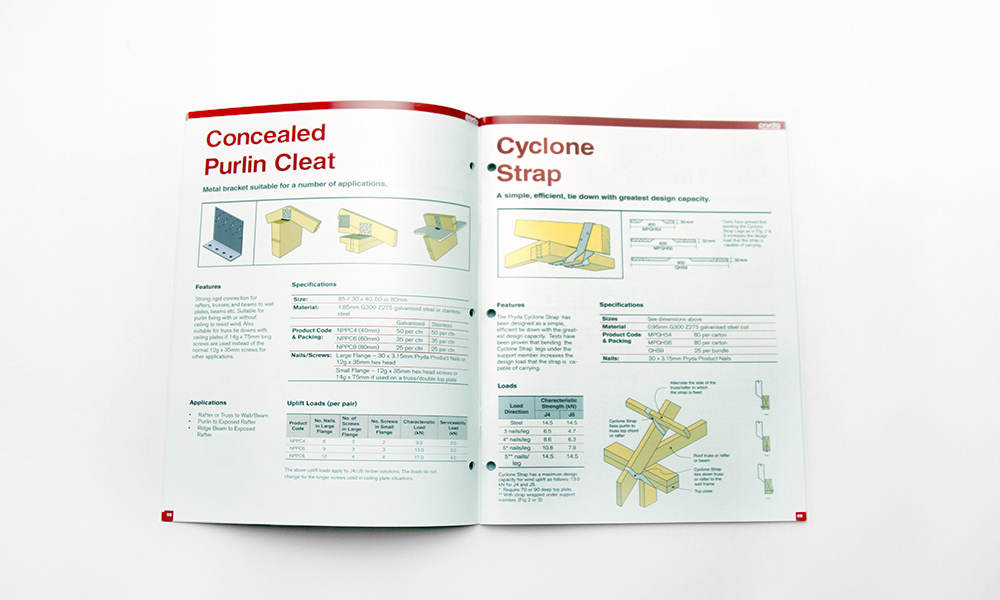 Concealed
Purlin Cleat
Metal bracket suitable for a number of applications.
Features
Strong rigid connection for
rafters, trusses, and beams to wall
plates, beams etc. Suitable for
purlin fixing with or without
ceiling to resist wind. Also
suitable for truss tie downs with
ceiling plates if 14g x 75mm long
screws are used instead of the
normal 12g x 35mm screws for
other applications.
Specifications
Size: 85 / 30 x 40, 60 or 80mm
Material: 1.85mm G300 Z275 galvanised steel or stainless
steel
Galvanised Stainless
Product Code NPPC4 (40mm) 50 per ctn 50 per ctn
& Packing: NPPC6 (60mm) 35 per ctn 35 per ctn
NPPC8 (80mm) 25 per ctn 25 per ctn
Nails/Screws: Large Flange – 30 x 3.15mm Pryda Product Nails or
12g x 35mm hex head
Small Flange – 12g x 35mm hex head screws or
14g x 75mm if used on a truss/double top plate
Applications
• Rafter or Truss to Wall/Beam
• Purlin to Exposed Rafter
• Ridge Beam to Exposed
Rafter
Uplift Loads (per pair)
Product
Code
No. Nails
in Large
Flange
No. of
Screws
in Large
Flange
No. Screws
in Small
Flange
Characteristic
Load
(kN)
Serviceability
Load
(kN)
NPPC4 6 2 2 9.0
NPPC6 9 3 3 13.0
NPPC8 12 4 4 17.0
The above uplift loads apply to J4/J5 timber solutions. The loads do not
change for the longer screws used in ceiling plate situations.
09
pryda
Cyclone
Strap
A simple, efficient, tie down with greatest design capacity.
400
MPQHS4
30mm
600
MPQHS6
30mm
900
QHS9
30mm
Tests have proved that
bending the Cyclone
Strap Legs as in Fig. 2 &
3 increases the design
load that the strap is
capable of carrying.
Features
The Pryda Cyclone Strap has
been designed as a simple,
efficient tie down with the great-
est design capacity. Tests have
been proven that bending the
Cyclone Strap legs under the
support member increases the
design load that the strap is ca-
pable of carrying.
Specifications
Sizes See dimensions above
Material 0.95mm G300 Z275 galvanised steel coil
Product Code MPQHS4 80 per carton
& Packing MPQHS6 80 per carton
QHS9 25 per bundle
Nails: 30 x 3.15mm Pryda Product Nails
Loads
Load
Direction
Characteristic
Strength (kN)
J4 J5
Steel 14.5 14.5
3 nails/leg 6.5 4.7
4* nails/leg 8.6 6.3
5* nails/leg 10.8 7.9
5** nails/
leg
14.5 14.5
Cyclone Strap has a maximum design
capacity for wind uplift as follows: 13.0
kN for J4 and J5.
* Require 70 or 90 deep top plate.
** With strap wrapped under support
member. (Fig 2 or 3)
Alternate the side of the
truss/rafter to which
the strap is fixed
Cyclone Strap
fixes purlin to
truss top chord
or rafter
Roof truss or rafter
or beam
Cyclone Strap
ties down truss
or rafter to the
wall frame
Top plate